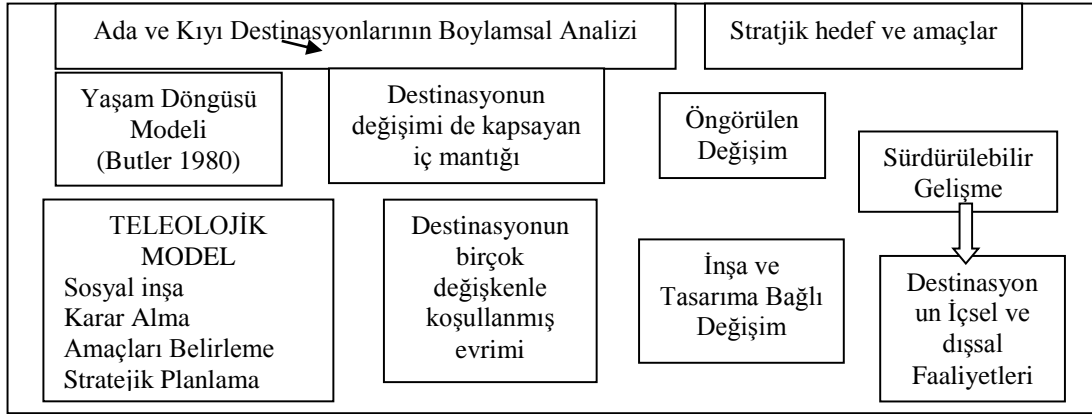 Ada ve Kıyı Destinasyonlarının Boylamsal Analizi
Stratjik hedef ve amaçlar
Yaşam Döngüsü
Modeli
(Butler 1980)
Destinasyonun
değişimi de kapsayan
iç mantığı
Öngörülen
Değişim
Sürdürülebilir
Gelişme
TELEOLOJİK
MODEL
Sosyal inşa
Karar Alma
Amaçları Belirleme
Stratejik Planlama
Destinasyonun
birçok
değişkenle
koşullanmış
evrimi
İnşa ve
Tasarıma Bağlı
Değişim
Destinasyon
un İçsel ve
dışsal
Faaliyetleri